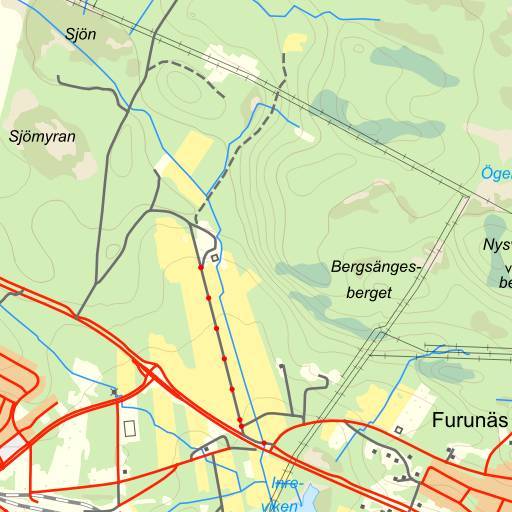 Sjön
Sjömyran
Bergsänges-
berget
Furunäs
Inre-
viken